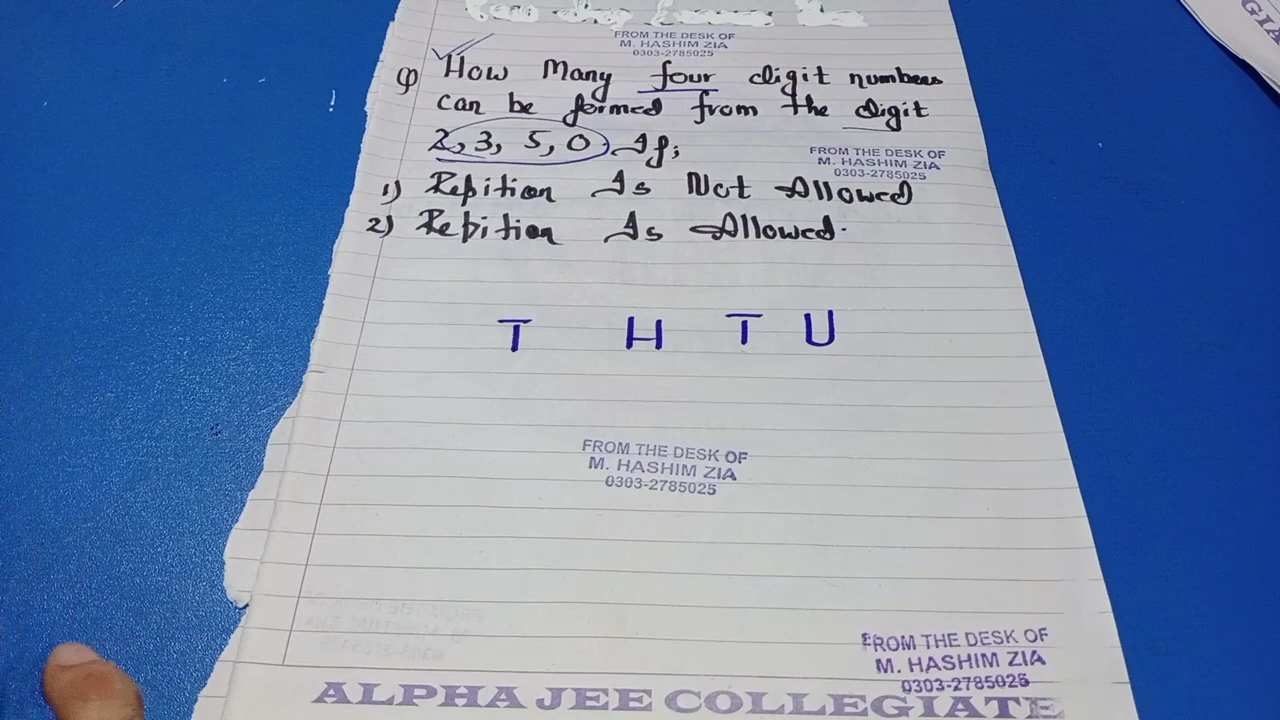 FROM THE DESK OF
M. HASHIM ZIA
0303-2785025
Q How Many four digit numbers
can be formed from the digit
2, 3, 5, 0 If;
FROM THE DESK OF
M. HASHIM ZIA
0303-2785025
1) Repition Is Not Allowed
2) Repition Is Allowed.
T H T U
FROM THE DESK OF
M. HASHIM ZIA
0303-2785025
FROM THE DESK OF
M. HASHIM ZIA
0303-2785025
ALPHA JEE COLLEGIATE